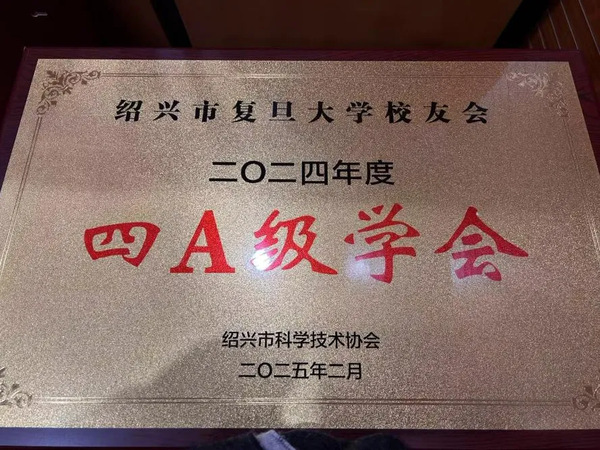 绍兴市复旦大学校友会
二〇二四年度
四A级学会
绍兴市科学技术协会
二〇二五年二月